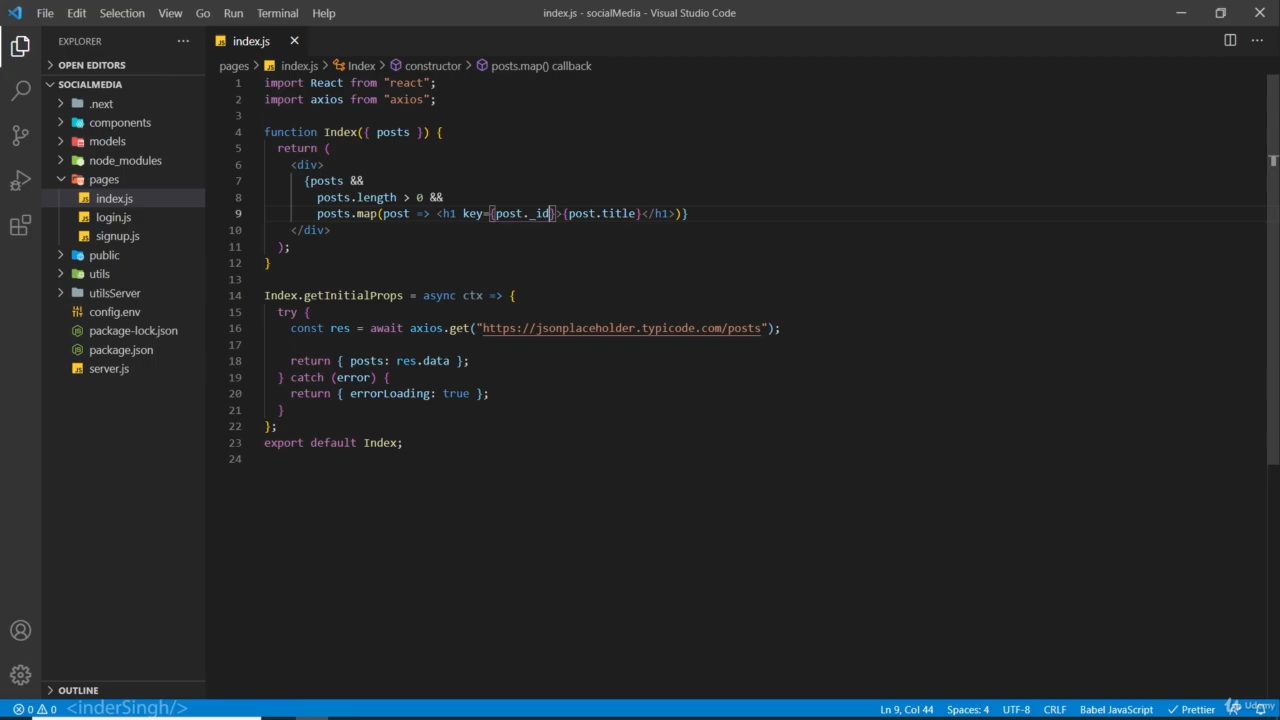 File Edit Selection View Go Run Terminal Help
index.js - socialMedia - Visual Studio Code
EXPLORER
OPEN EDITORS
SOCIALMEDIA
.next
components
models
node_modules
pages
index.js
login.js
signup.js
public
utils
utilsServer
config.env
package-lock.json
package.json
server.js
OUTLINE
JS index.js
pages > JS index.js > Index > constructor > posts.map() callback
1 import React from "react";
2 import axios from "axios";
3
4 function Index({ posts }) {
5 return (
6 <div>
7 {posts &&
8 posts.length > 0 &&
9 posts.map(post => <h1 key={post._id}>{post.title}</h1>)}
10 </div>
11 );
12 }
13
14 Index.getInitialProps = async ctx => {
15 try {
16 const res = await axios.get("https://jsonplaceholder.typicode.com/posts");
17
18 return { posts: res.data };
19 } catch (error) {
20 return { errorLoading: true };
21 }
22 };
23 export default Index;
24
0 0 <inderSingh/> Ln 9, Col 44 Spaces: 4 UTF-8 CRLF Babel JavaScript Prettier Udemy